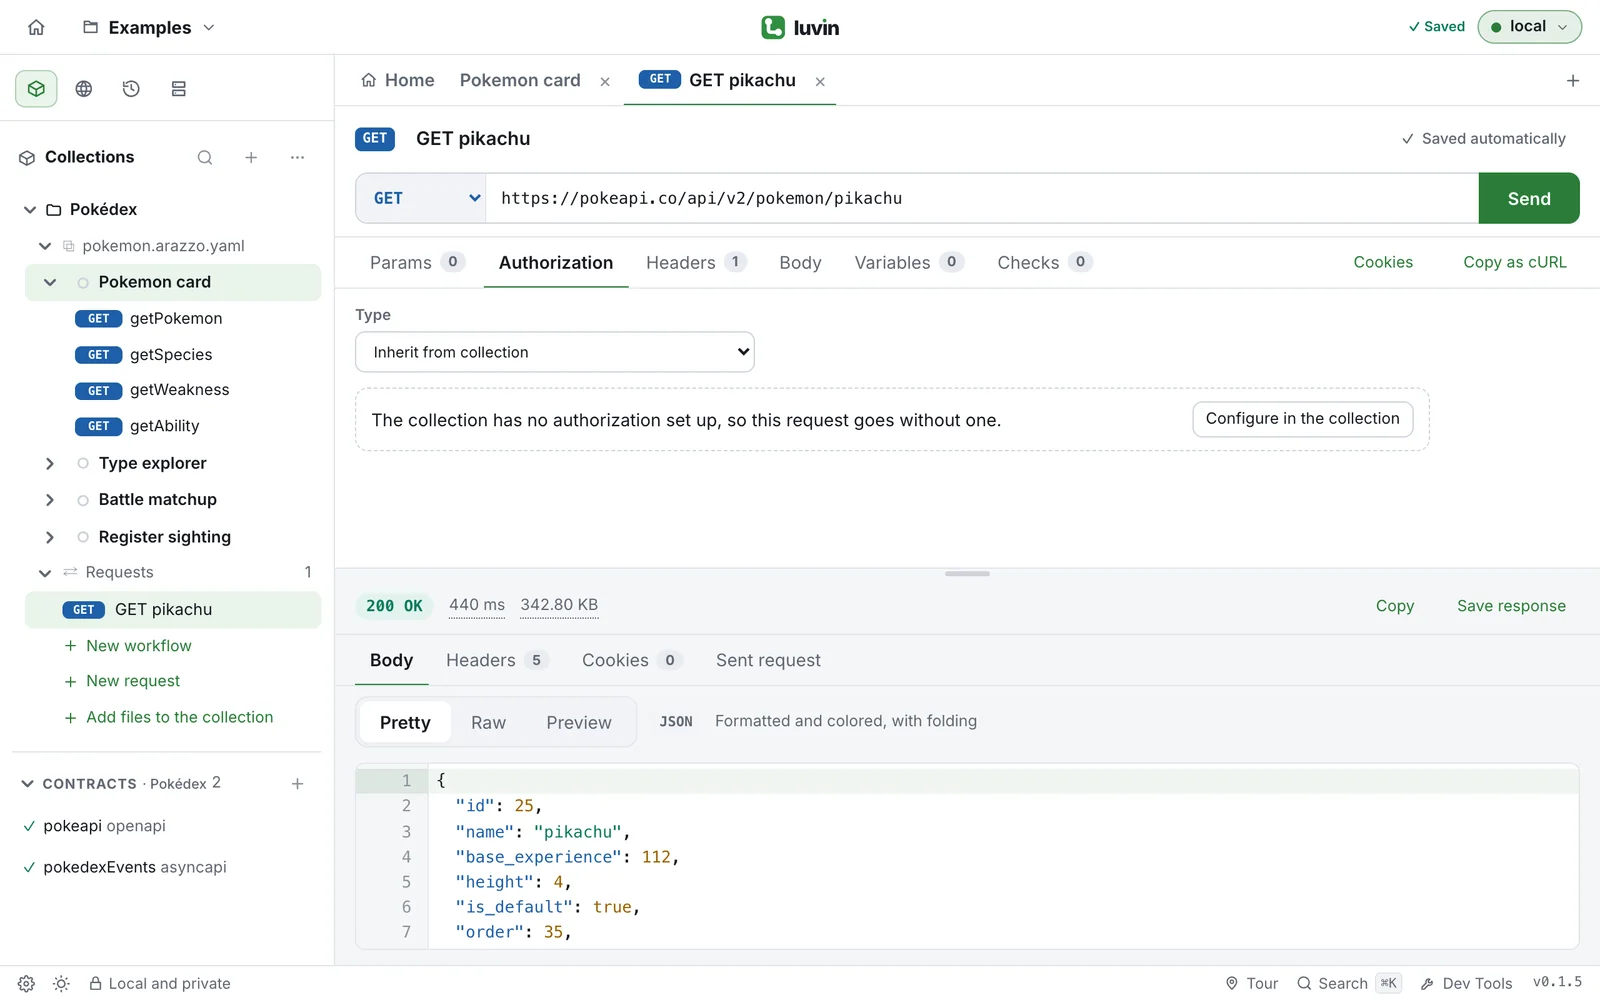 Examples
luvin
Saved
local
Home
Pokemon card
GET GET pikachu
Collections
GET GET pikachu
Saved automatically
GET
https://pokeapi.co/api/v2/pokemon/pikachu
Send
Pokédex
pokemon.arazzo.yaml
Pokemon card
GET getPokemon
GET getSpecies
GET getWeakness
GET getAbility
Type explorer
Battle matchup
Register sighting
Requests 1
GET GET pikachu
+ New workflow
+ New request
+ Add files to the collection
CONTRACTS · Pokédex 2
pokeapi openapi
pokedexEvents asyncapi
Params 0
Authorization
Headers 1
Body
Variables 0
Checks 0
Cookies
Copy as cURL
Type
Inherit from collection
The collection has no authorization set up, so this request goes without one.
Configure in the collection
200 OK 440 ms 342.80 KB
Copy
Save response
Body
Headers 5
Cookies 0
Sent request
Pretty
Raw
Preview
JSON
Formatted and colored, with folding
1 {
2 "id": 25,
3 "name": "pikachu",
4 "base_experience": 112,
5 "height": 4,
6 "is_default": true,
7 "order": 35,
Local and private
Tour
Search ⌘K
Dev Tools
v0.1.5